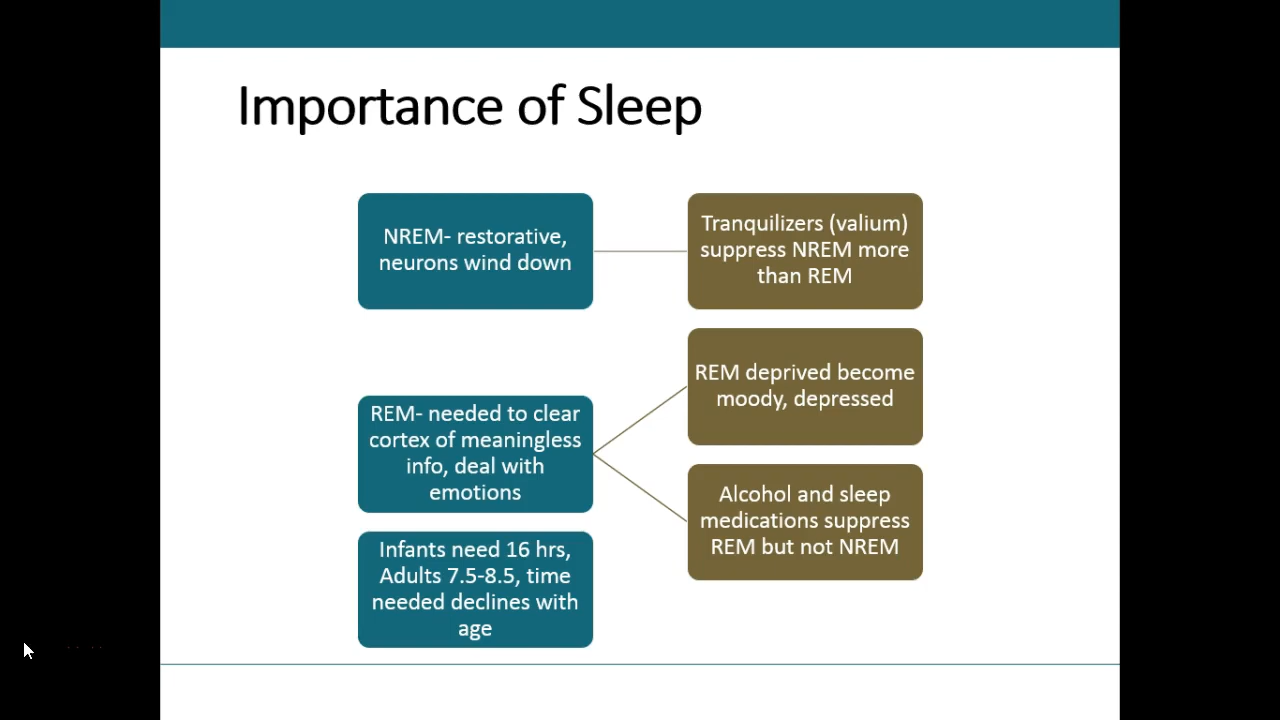 Importance of Sleep
NREM- restorative,
neurons wind down
Tranquilizers (valium)
suppress NREM more
than REM
REM- needed to clear
cortex of meaningless
info, deal with
emotions
REM deprived become
moody, depressed
Alcohol and sleep
medications suppress
REM but not NREM
Infants need 16 hrs,
Adults 7.5-8.5, time
needed declines with
age